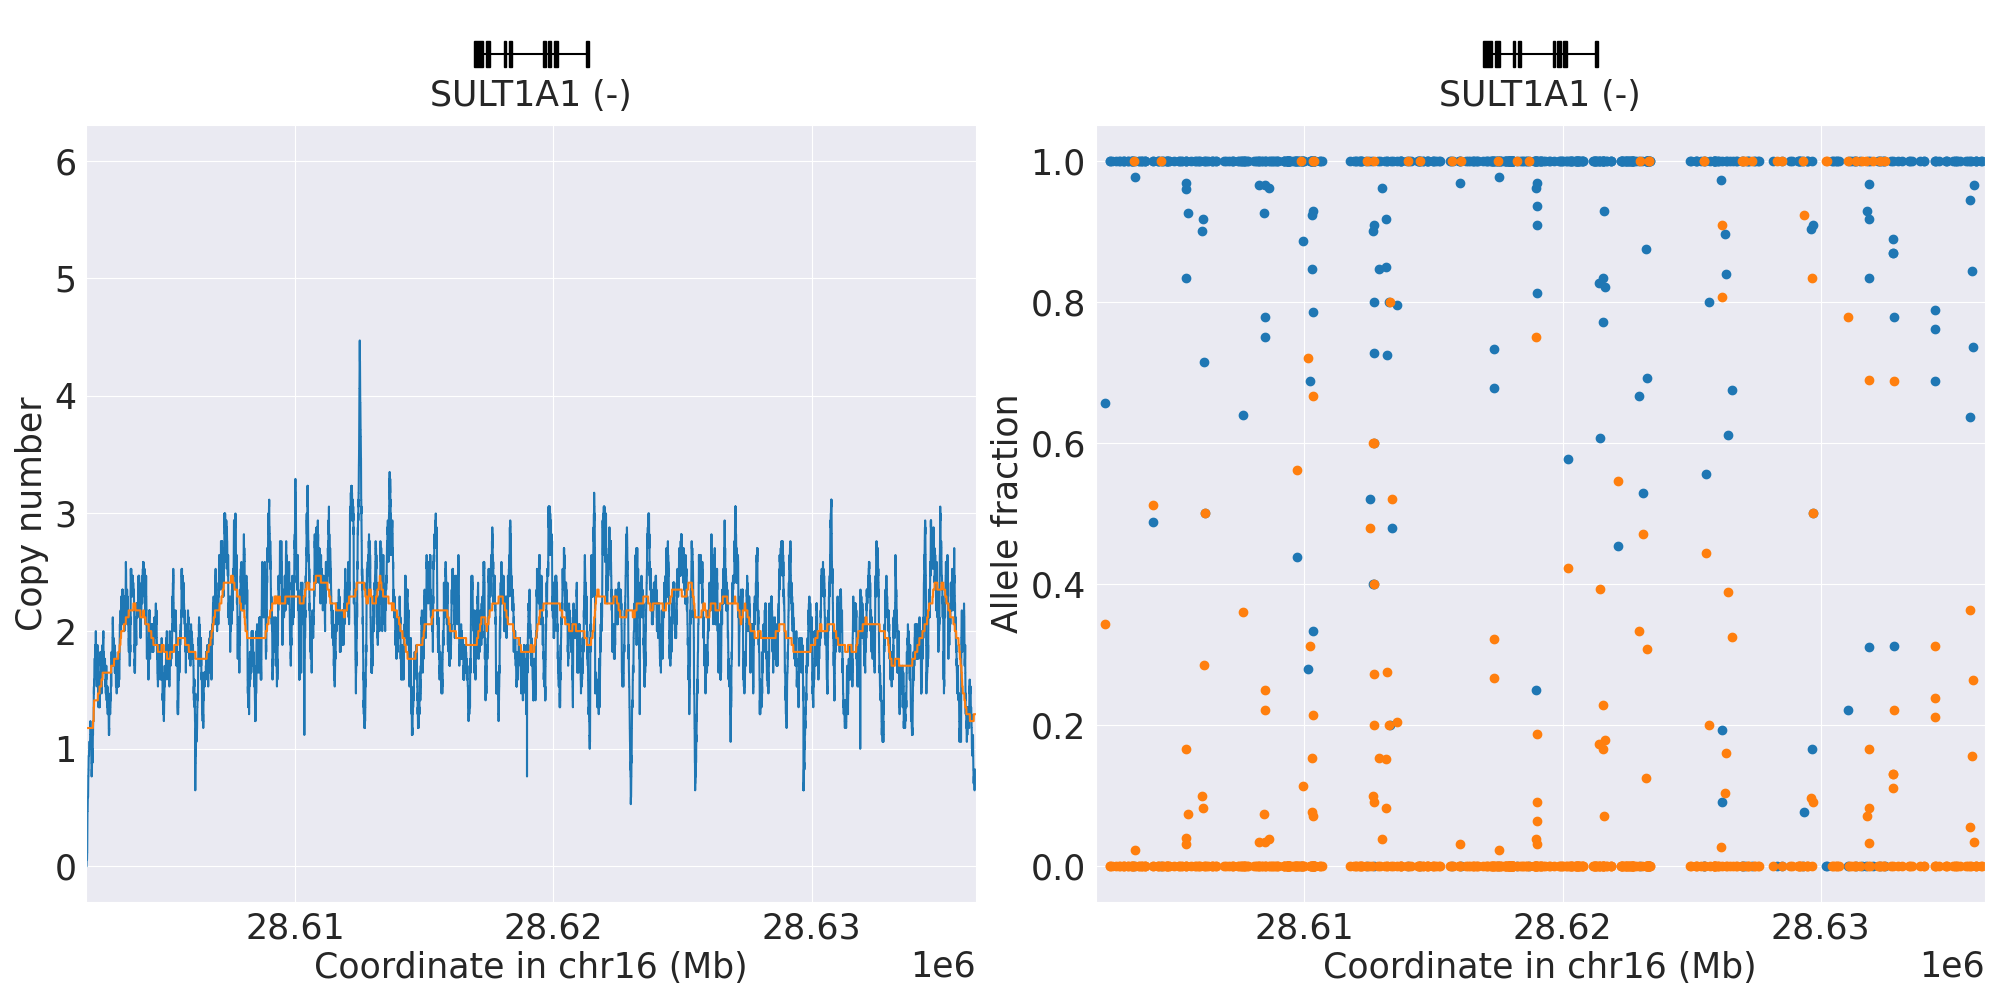 SULT1A1 (-)
6
5
4
3
2
1
0
Copy number
28.61
28.62
28.63
Coordinate in chr16 (Mb)
1e6
SULT1A1 (-)
1.0
0.8
0.6
0.4
0.2
0.0
Allele fraction
28.61
28.62
28.63
Coordinate in chr16 (Mb)
1e6